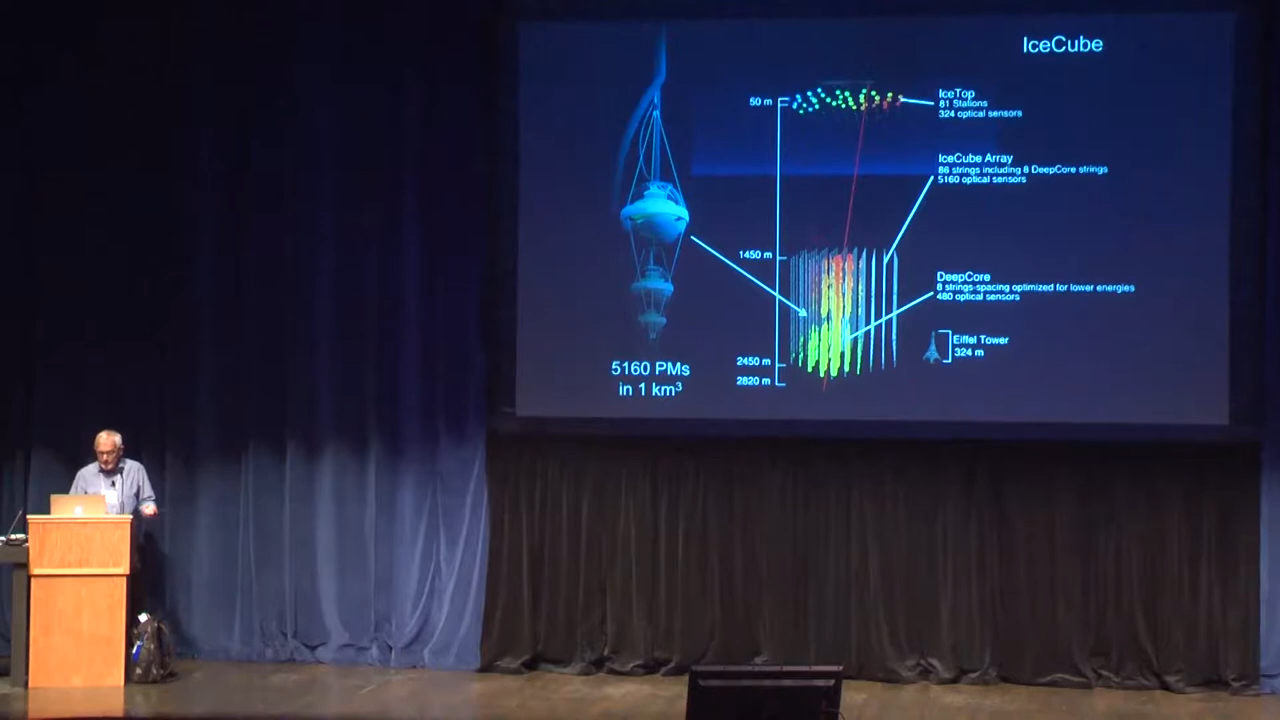 IceCube
50 m
IceTop
81 Stations
324 optical sensors
IceCube Array
86 strings including 8 DeepCore strings
5160 optical sensors
1450 m
DeepCore
8 strings-spacing optimized for lower energies
480 optical sensors
Eiffel Tower
324 m
2450 m
2820 m
5160 PMs
in 1 km³